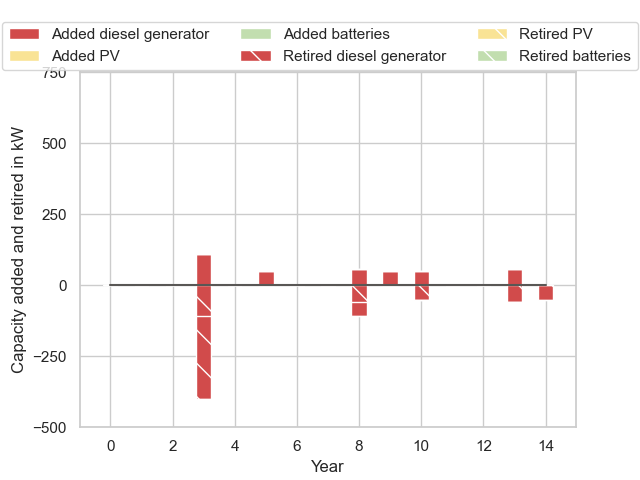 Added diesel generator
Added PV
Added batteries
Retired diesel generator
Retired PV
Retired batteries
Capacity added and retired in kW
750
500
250
0
−250
−500
0 2 4 6 8 10 12 14
Year